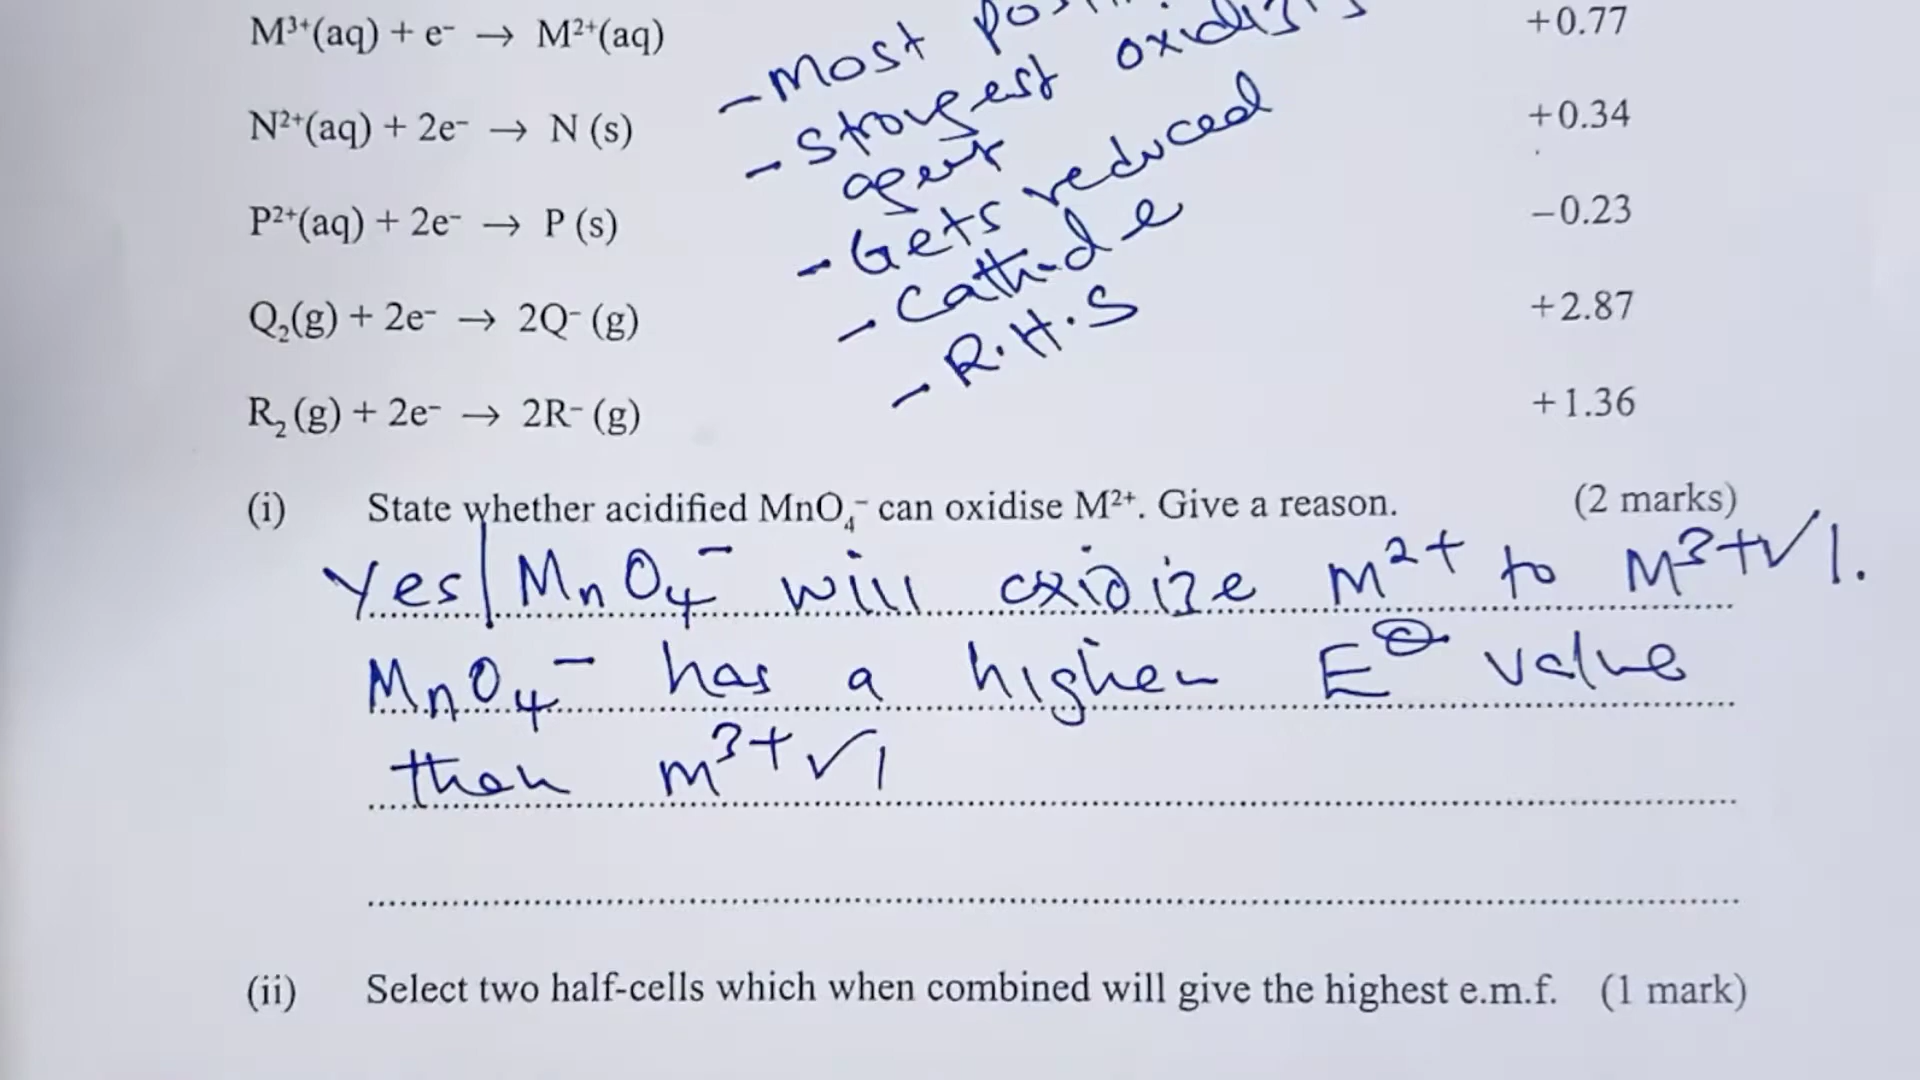 M³⁺(aq) + e⁻ → M²⁺(aq) +0.77
- Most
- Strongest
agent
N²⁺(aq) + 2e⁻ → N (s) +0.34
- Gets reduced
P²⁺(aq) + 2e⁻ → P (s) −0.23
- Cathode
Q₂(g) + 2e⁻ → 2Q⁻ (g) +2.87
- R.H.S
R₂ (g) + 2e⁻ → 2R⁻ (g) +1.36
(i) State whether acidified MnO₄⁻ can oxidise M²⁺. Give a reason. (2 marks)
Yes | MnO₄⁻ will oxidize M²⁺ to M³⁺ ✓1.
MnO₄⁻ has a higher E⊖ value
than M³⁺ ✓1
(ii) Select two half-cells which when combined will give the highest e.m.f. (1 mark)